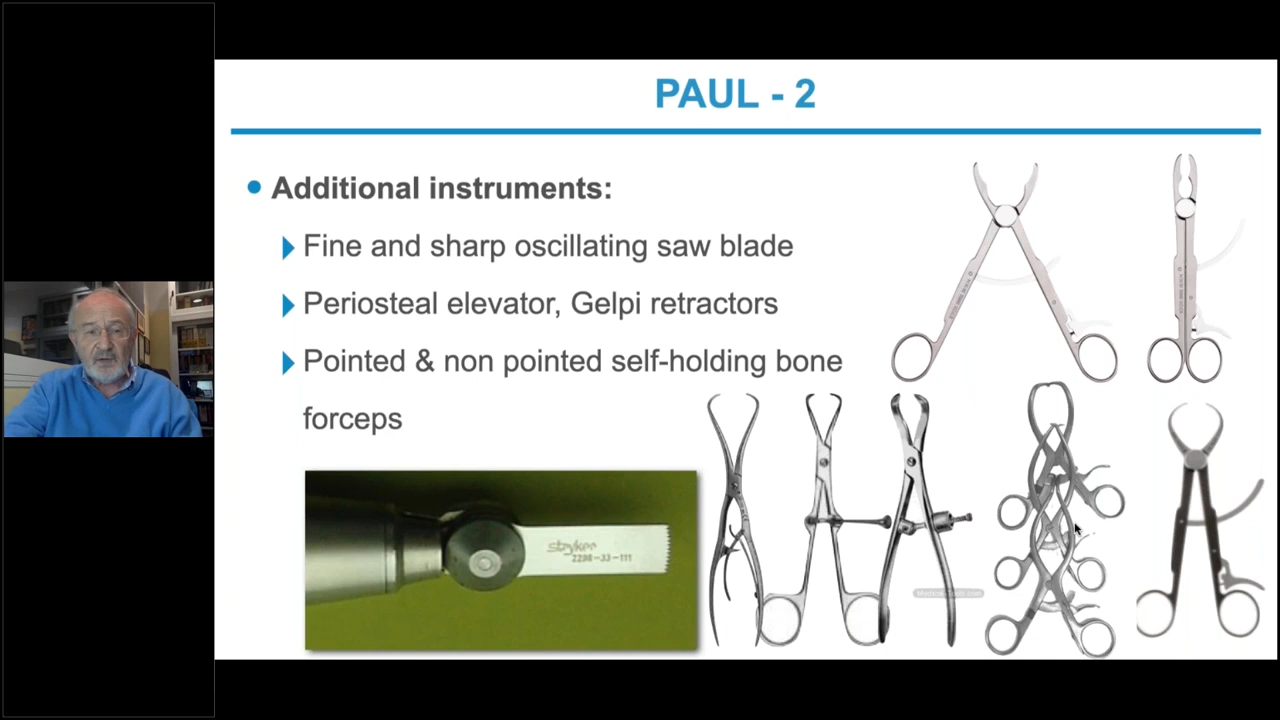 PAUL - 2
Additional instruments:
Fine and sharp oscillating saw blade
Periosteal elevator, Gelpi retractors
Pointed & non pointed self-holding bone
forceps
stryker
2298-33-111